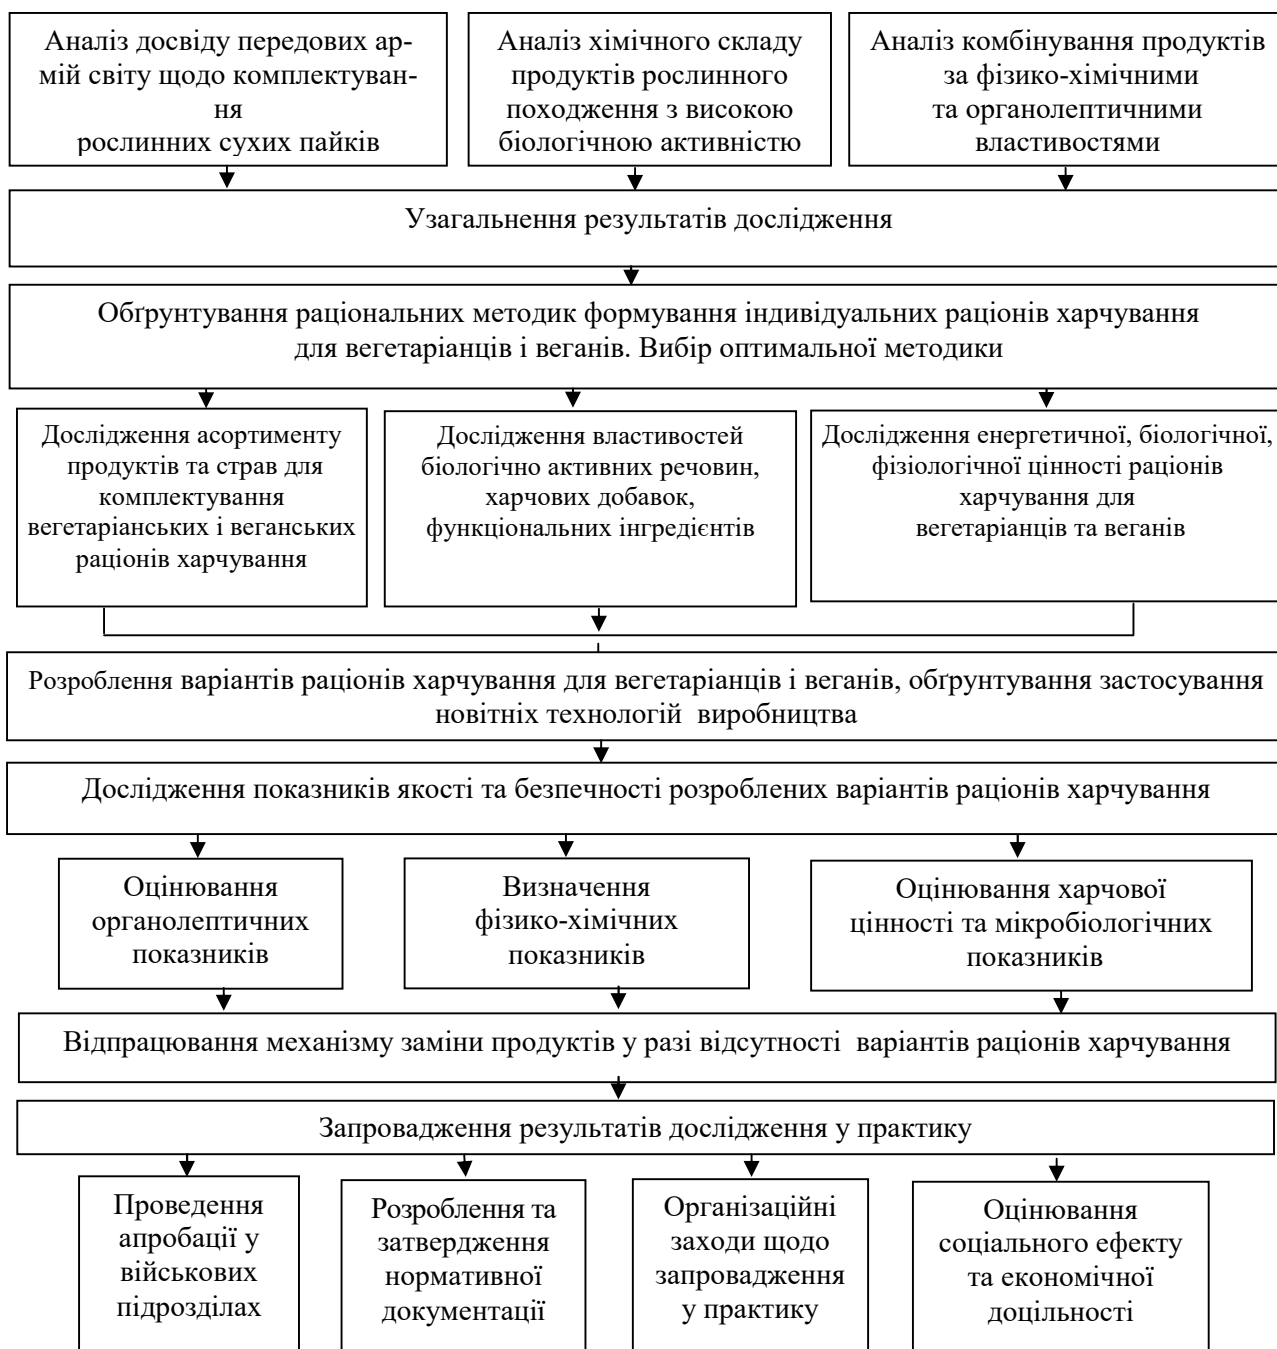 Аналіз досвіду передових ар-
мій світу щодо комплектуван-
ня
рослинних сухих пайків
Аналіз хімічного складу
продуктів рослинного
походження з високою
біологічною активністю
Аналіз комбінування продуктів
за фізико-хімічними
та органолептичними
властивостями
Узагальнення результатів дослідження
Обґрунтування раціональних методик формування індивідуальних раціонів харчування
для вегетаріанців і веганів. Вибір оптимальної методики
Дослідження асортименту
продуктів та страв для
комплектування
вегетаріанських і веганських
раціонів харчування
Дослідження властивостей
біологічно активних речовин,
харчових добавок,
функціональних інгредієнтів
Дослідження енергетичної, біологічної,
фізіологічної цінності раціонів
харчування для
вегетаріанців та веганів
Розроблення варіантів раціонів харчування для вегетаріанців і веганів, обґрунтування застосування
новітніх технологій виробництва
Дослідження показників якості та безпечності розроблених варіантів раціонів харчування
Оцінювання
органолептичних
показників
Визначення
фізико-хімічних
показників
Оцінювання харчової
цінності та мікробіологічних
показників
Відпрацювання механізму заміни продуктів у разі відсутності варіантів раціонів харчування
Запровадження результатів дослідження у практику
Проведення
апробації у
військових
підрозділах
Розроблення та
затвердження
нормативної
документації
Організаційні
заходи щодо
запровадження
у практику
Оцінювання
соціального ефекту
та економічної
доцільності